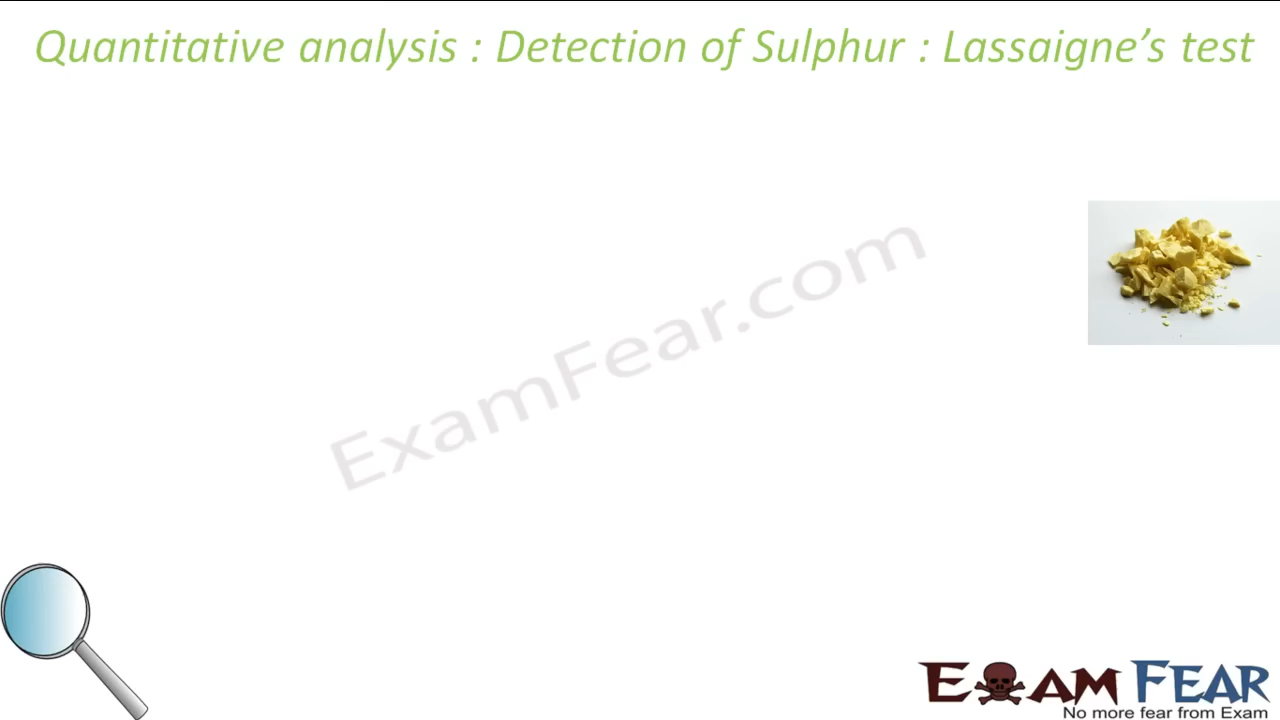 Quantitative analysis : Detection of Sulphur : Lassaigne’s test
ExamFear.com
EXAM FEAR
No more fear from Exam